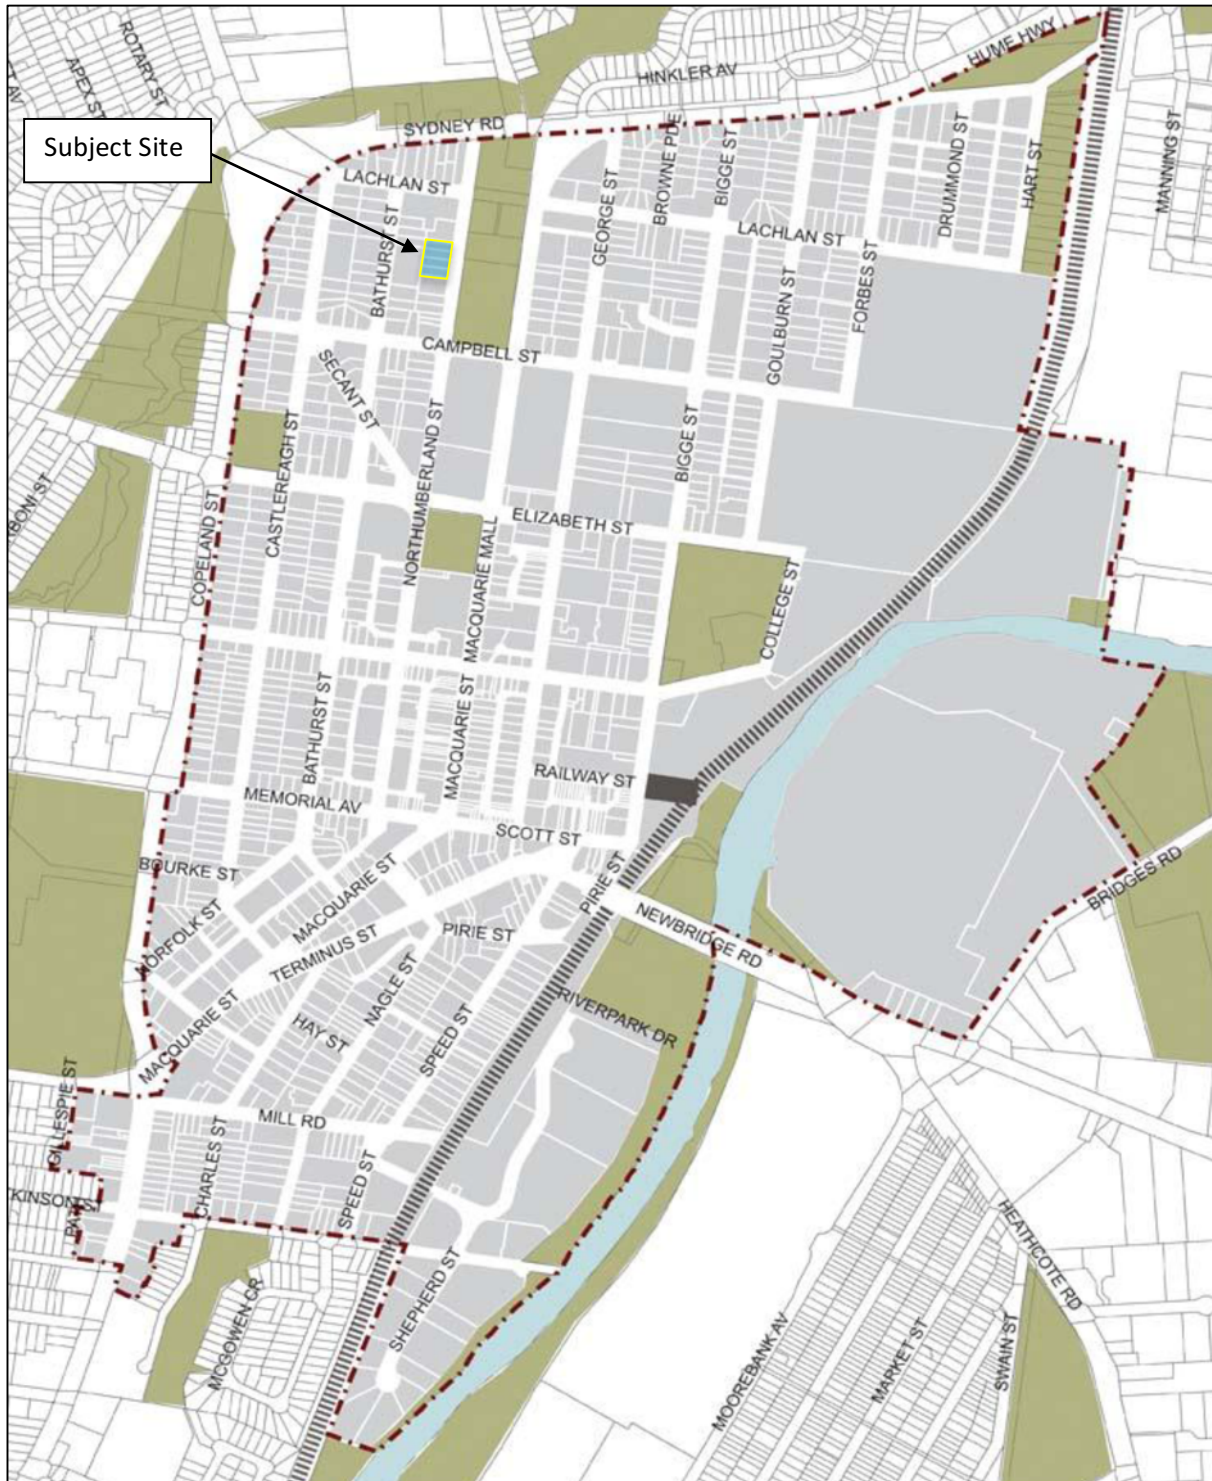 ROTARY ST
APEX ST
AV
HINKLER AV
HUME HWY
SYDNEY RD
Subject Site
LACHLAN ST
BATHURST ST
GEORGE ST
BROWNE PDE
BIGGE ST
DRUMMOND ST
HART ST
MANNING ST
LACHLAN ST
GOULBURN ST
FORBES ST
CAMPBELL ST
SECANT ST
CASTLEREAGH ST
NORTHUMBERLAND ST
BIGGE ST
COPELAND ST
ELIZABETH ST
MACQUARIE MALL
COLLEGE ST
BATHURST ST
MACQUARIE ST
RAILWAY ST
MEMORIAL AV
SCOTT ST
BOURKE ST
MACQUARIE ST
PIRIE ST
BRIDGES RD
NORFOLK ST
TERMINUS ST
PIRIE ST
NEWBRIDGE RD
NAGLE ST
RIVERPARK DR
MACQUARIE ST
HAY ST
SPEED ST
GILLESPIE ST
MILL RD
CHARLES ST
SPEED ST
KINSON ST
HEATHCOTE RD
SHEPHERD ST
MCGOWEN CR
MOOREBANK AV
MARKET ST
SWAIN ST